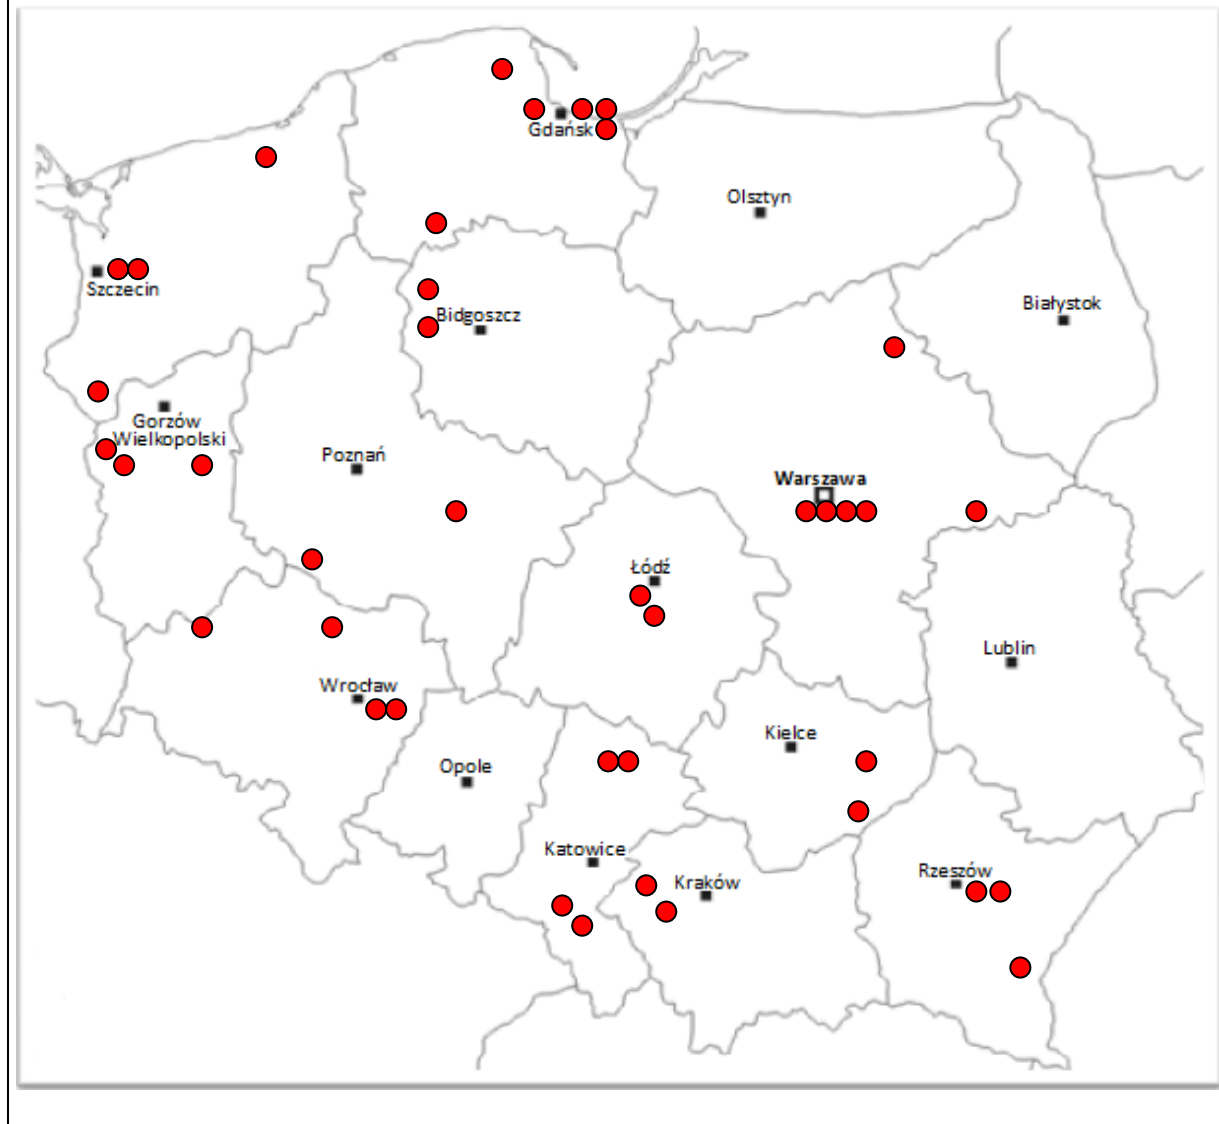 Gdańsk
Olsztyn
Szczecin
Białystok
Bidgoszcz
Gorzów
Wielkopolski
Poznań
Warszawa
Łódź
Lublin
Wrocław
Kielce
Opole
Katowice
Rzeszów
Kraków